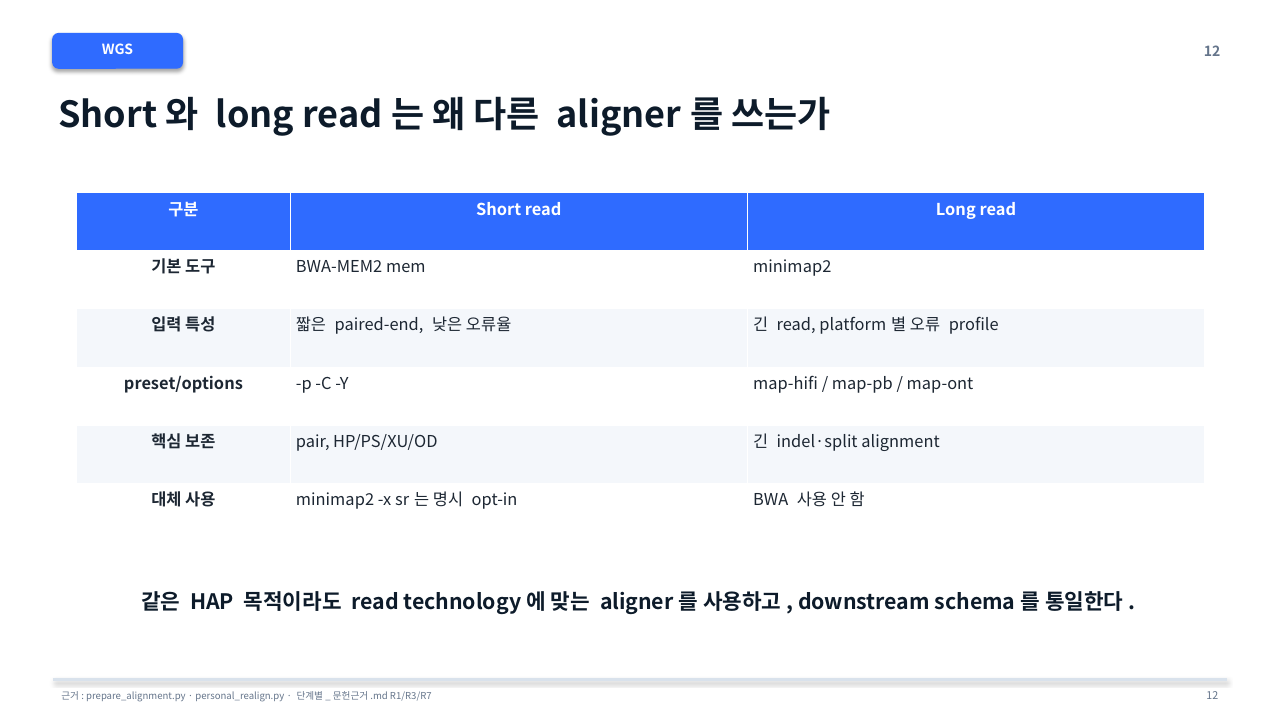 WGS
12
Short 와 long read 는 왜 다른 aligner 를 쓰는가
구분 Short read Long read
기본 도구 BWA-MEM2 mem minimap2
입력 특성 짧은 paired-end, 낮은 오류율 긴 read, platform 별 오류 profile
preset/options -p -C -Y map-hifi / map-pb / map-ont
핵심 보존 pair, HP/PS/XU/OD 긴 indel·split alignment
대체 사용 minimap2 -x sr 는 명시 opt-in BWA 사용 안 함
같은 HAP 목적이라도 read technology 에 맞는 aligner 를 사용하고 , downstream schema 를 통일한다 .
근거 : prepare_alignment.py · personal_realign.py · 단계별 _ 문헌근거 .md R1/R3/R7
12